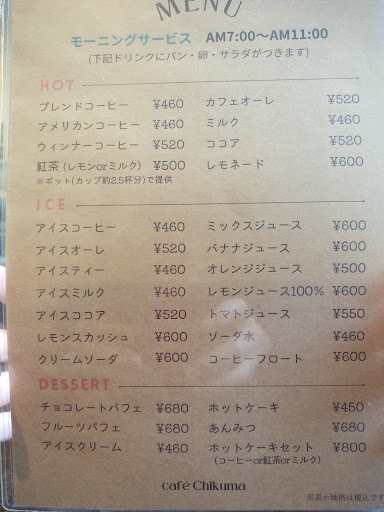 MENU
モーニングサービス AM7:00〜AM11:00
(下記ドリンクにパン・卵・サラダがつきます)
HOT
ブレンドコーヒー ¥460 カフェオーレ ¥520
アメリカンコーヒー ¥460 ミルク ¥460
ウィンナーコーヒー ¥520 ココア ¥520
紅茶 (レモンorミルク) ¥500 レモネード ¥600
※ポット(カップ約2.5杯分)で提供
ICE
アイスコーヒー ¥460 ミックスジュース ¥600
アイスオーレ ¥520 バナナジュース ¥600
アイスティー ¥460 オレンジジュース ¥500
アイスミルク ¥460 レモンジュース100% ¥600
アイスココア ¥520 トマトジュース ¥550
レモンスカッシュ ¥600 ソーダ水 ¥460
クリームソーダ ¥600 コーヒーフロート ¥600
DESSERT
チョコレートパフェ ¥680 ホットケーキ ¥450
フルーツパフェ ¥680 あんみつ ¥680
アイスクリーム ¥460 ホットケーキセット ¥800
(コーヒーor紅茶orミルク)
café Chikuma
※表示価格は税込です